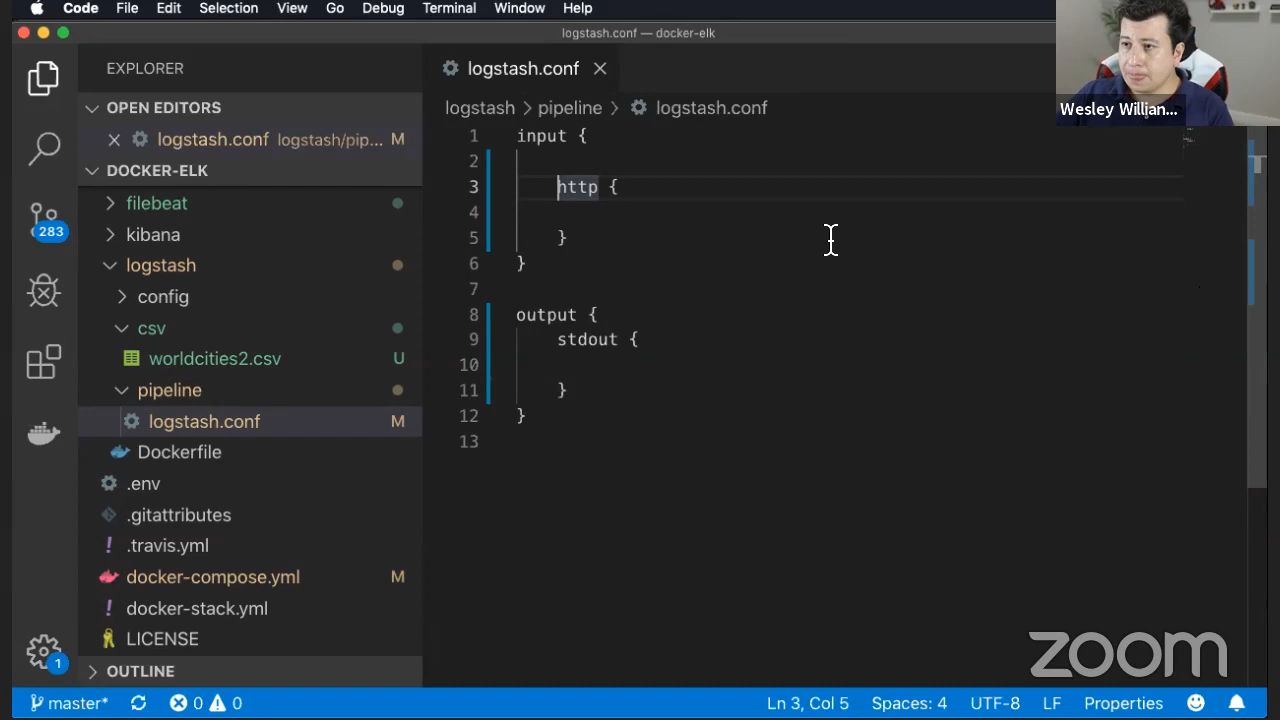 Code File Edit Selection View Go Debug Terminal Window Help
logstash.conf — docker-elk
EXPLORER
OPEN EDITORS
logstash.conf logstash/pip... M
DOCKER-ELK
filebeat
kibana
logstash
config
csv
worldcities2.csv U
pipeline
logstash.conf M
Dockerfile
.env
.gitattributes
.travis.yml
docker-compose.yml M
docker-stack.yml
LICENSE
OUTLINE
283
1
logstash.conf
logstash > pipeline > logstash.conf
1 input {
2
3 http {
4
5 }
6 }
7
8 output {
9 stdout {
10
11 }
12 }
13
Wesley Willian...
zoom
master* 0 0 Ln 3, Col 5 Spaces: 4 UTF-8 LF Properties